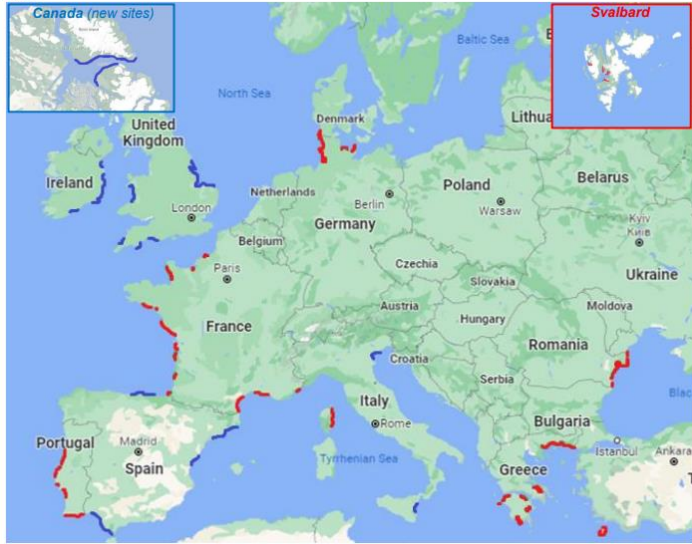 Canada (new sites)
Svalbard
Baltic Sea
North Sea
Denmark
Lithua
United
Kingdom
Ireland
Belarus
Netherlands
Berlin
Poland
London
Warsaw
Germany
Belgium
Kyiv
Київ
Czechia
Paris
Ukraine
Slovakia
Austria
Moldova
France
Hungary
Romania
Croatia
Serbia
Italy
Bulgaria
Rome
Portugal
Madrid
Istanbul
Spain
Tyrrhenian Sea
Ankara
Greece
Blac
T